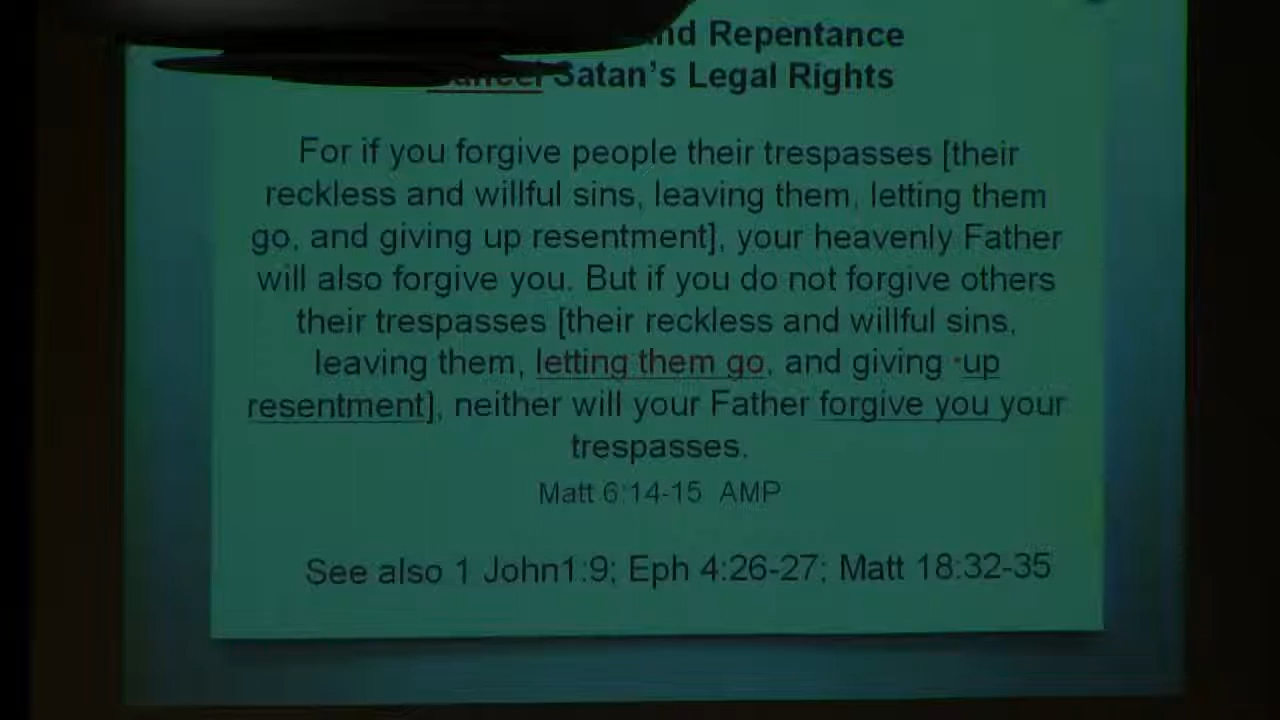 and Repentance
Cancel Satan's Legal Rights
For if you forgive people their trespasses [their
reckless and willful sins, leaving them, letting them
go, and giving up resentment], your heavenly Father
will also forgive you. But if you do not forgive others
their trespasses [their reckless and willful sins,
leaving them, letting them go, and giving up
resentment], neither will your Father forgive you your
trespasses.
Matt 6:14-15 AMP
See also 1 John1:9; Eph 4:26-27; Matt 18:32-35